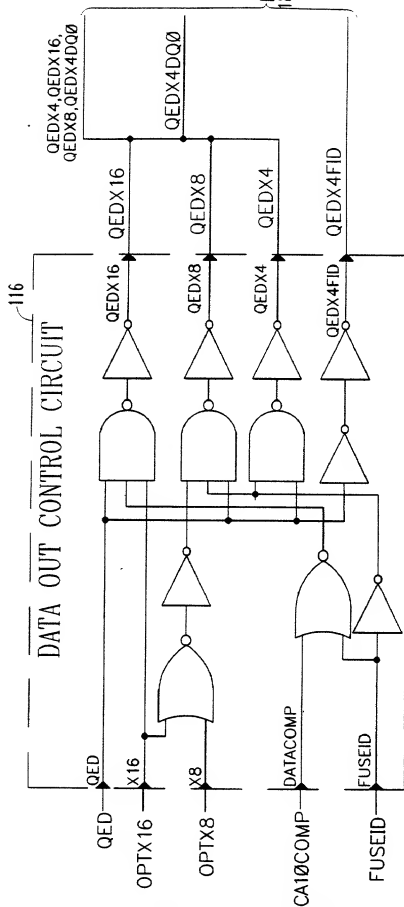 116
DATA OUT CONTROL CIRCUIT
QEDX4,QEDX16,
QEDX8,QEDX4DQ0
QEDX4DQ0
QED
QED
QEDX16
QEDX16
OPTX16
X16
OPTX8
X8
QEDX8
QEDX8
QEDX4
QEDX4
CA10COMP
DATACOMP
FUSEID
FUSEID
QEDX4FID
QEDX4FID